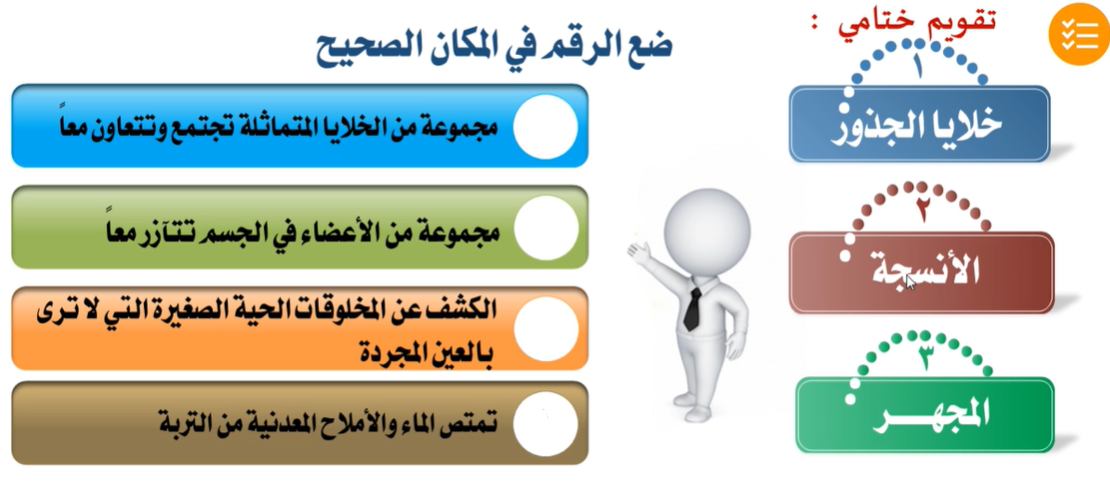 تقويم ختامي :
ضع الرقم في المكان الصحيح
١
خلايا الجذور
٢
الأنسجة
٣
المجهـــر
مجموعة من الخلايا المتماثلة تجتمع وتتعاون معاً
مجموعة من الأعضاء في الجسم تتآزر معاً
الكشف عن المخلوقات الحية الصغيرة التي لا ترى
بالعين المجردة
تمتص الماء والأملاح المعدنية من التربة